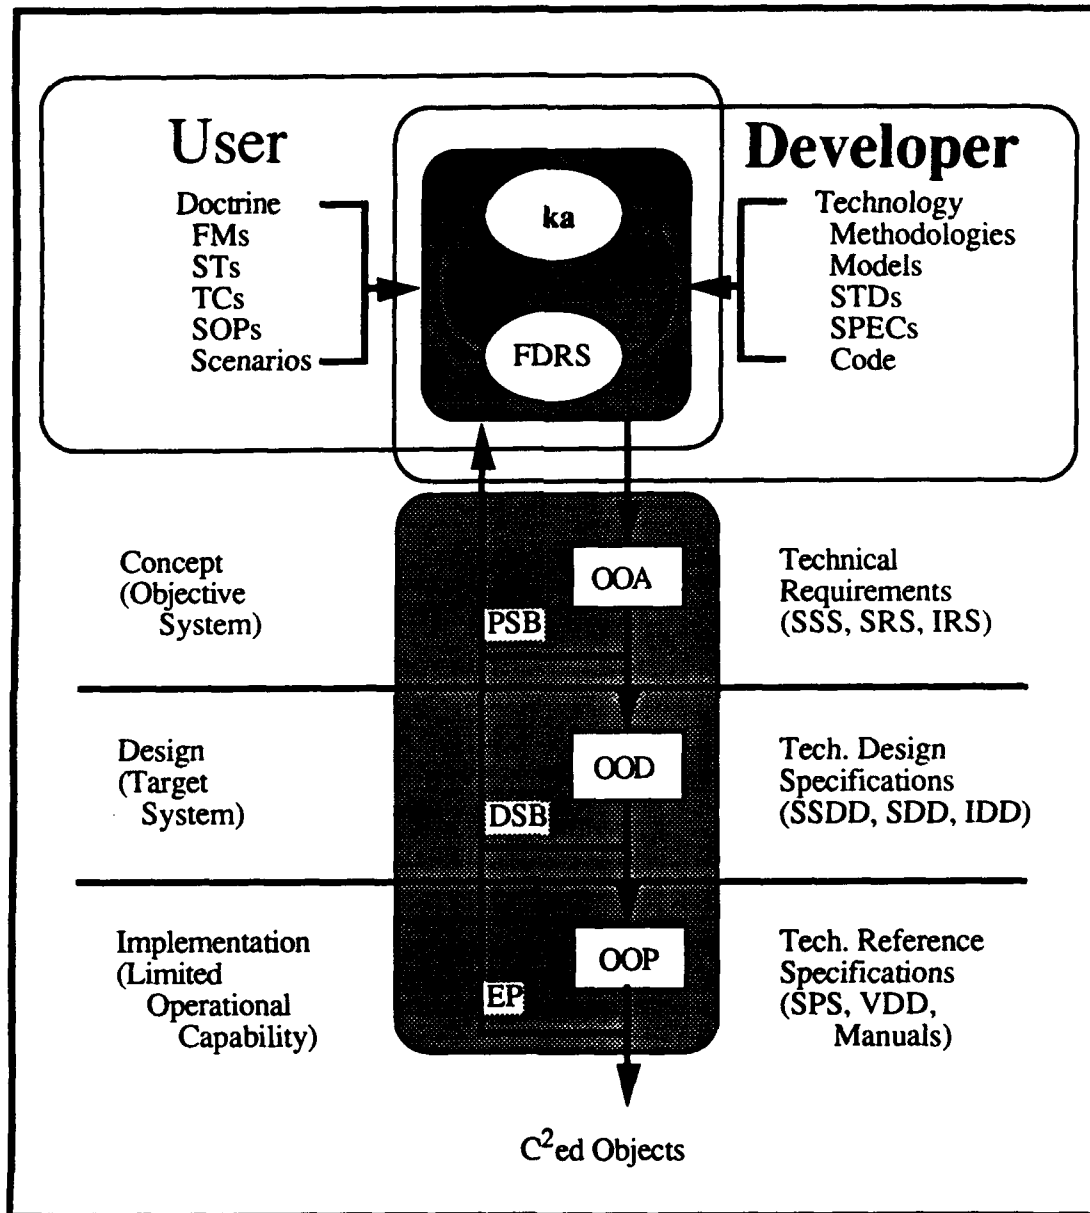 User
Doctrine
FMs
STs
TCs
SOPs
Scenarios
Developer
Technology
Methodologies
Models
STDs
SPECs
Code
ka
FDRS
Concept
(Objective
System)
OOA
PSB
Technical
Requirements
(SSS, SRS, IRS)
Design
(Target
System)
OOD
DSB
Tech. Design
Specifications
(SSDD, SDD, IDD)
Implementation
(Limited
Operational
Capability)
OOP
EP
Tech. Reference
Specifications
(SPS, VDD,
Manuals)
C²ed Objects